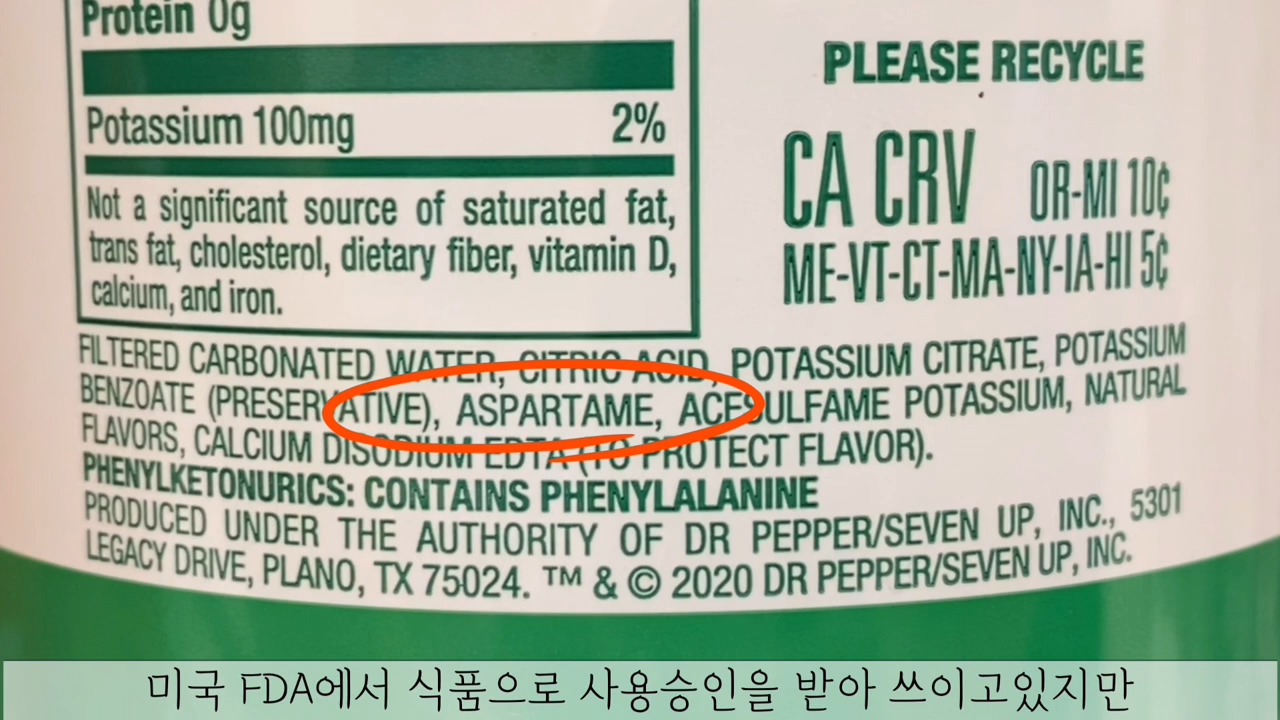 Protein 0g
Potassium 100mg 2%
Not a significant source of saturated fat,
trans fat, cholesterol, dietary fiber, vitamin D,
calcium, and iron.
PLEASE RECYCLE
CA CRV OR-MI 10¢
ME-VT-CT-MA-NY-IA-HI 5¢
FILTERED CARBONATED WATER, CITRIC ACID, POTASSIUM CITRATE, POTASSIUM
BENZOATE (PRESERVATIVE), ASPARTAME, ACESULFAME POTASSIUM, NATURAL
FLAVORS, CALCIUM DISODIUM EDTA (TO PROTECT FLAVOR).
PHENYLKETONURICS: CONTAINS PHENYLALANINE
PRODUCED UNDER THE AUTHORITY OF DR PEPPER/SEVEN UP, INC., 5301
LEGACY DRIVE, PLANO, TX 75024. ™ & © 2020 DR PEPPER/SEVEN UP, INC.
미국 FDA에서 식품으로 사용승인을 받아 쓰이고있지만